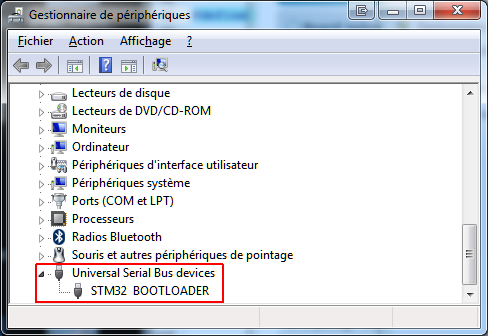 Gestionnaire de périphériques
Fichier Action Affichage ?
Lecteurs de disque
Lecteurs de DVD/CD-ROM
Moniteurs
Ordinateur
Périphériques d'interface utilisateur
Périphériques système
Ports (COM et LPT)
Processeurs
Radios Bluetooth
Souris et autres périphériques de pointage
Universal Serial Bus devices
STM32 BOOTLOADER